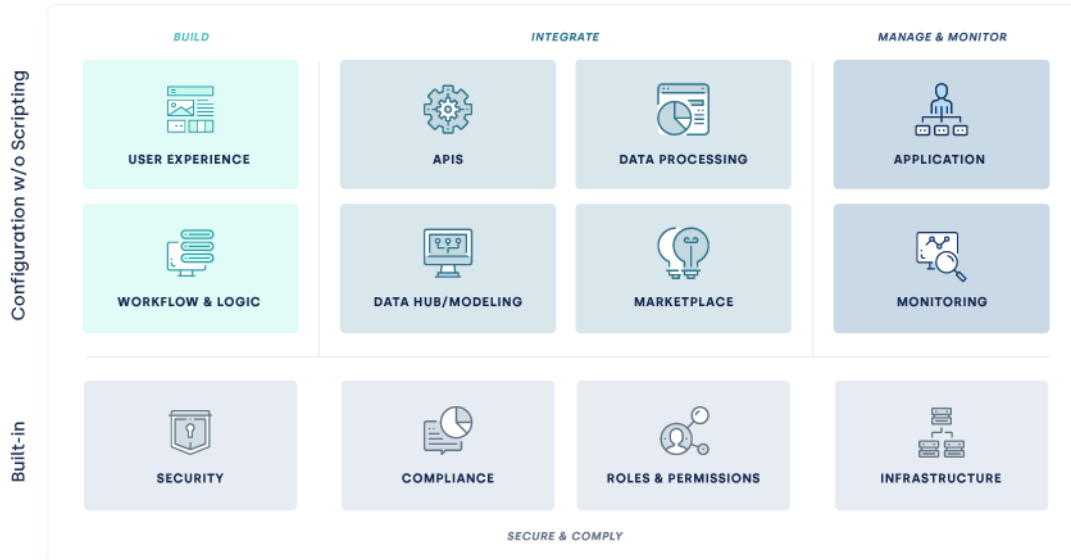 BUILD
INTEGRATE
MANAGE & MONITOR
Configuration w/o Scripting
USER EXPERIENCE
APIS
DATA PROCESSING
APPLICATION
WORKFLOW & LOGIC
DATA HUB/MODELING
MARKETPLACE
MONITORING
Built-in
SECURITY
COMPLIANCE
ROLES & PERMISSIONS
INFRASTRUCTURE
SECURE & COMPLY